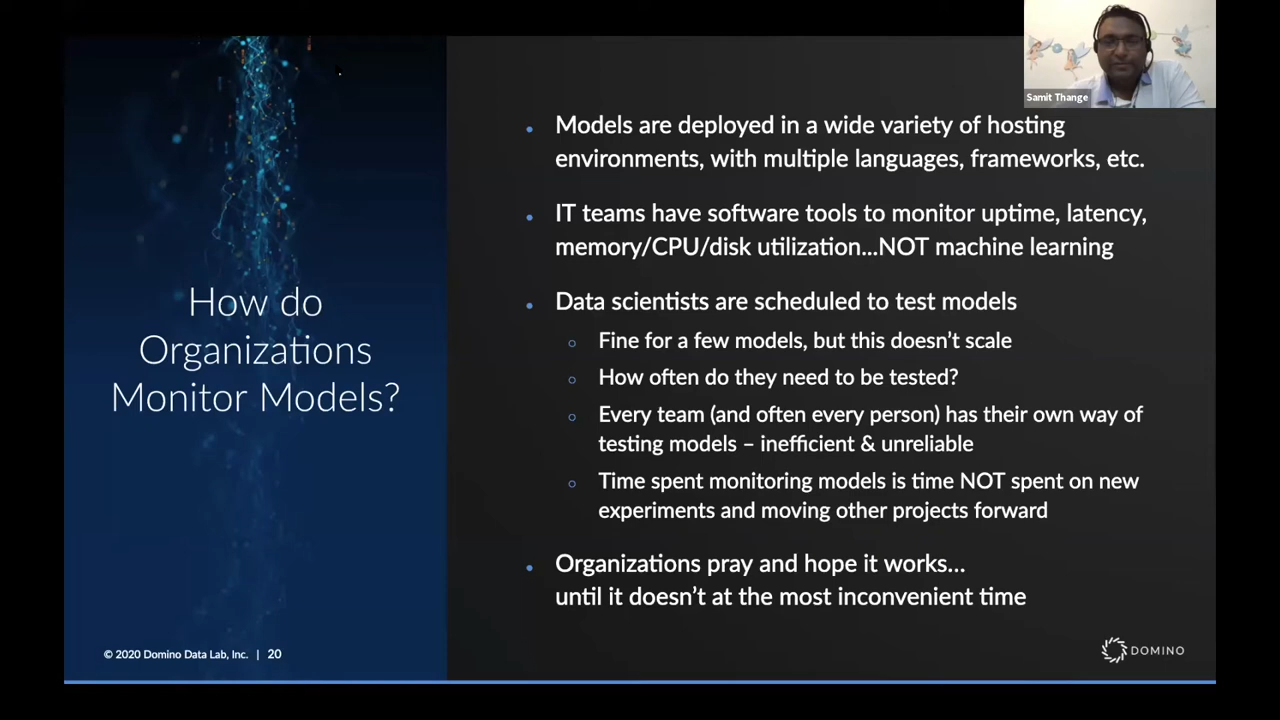 Samit Thange
How do
Organizations
Monitor Models?
• Models are deployed in a wide variety of hosting
environments, with multiple languages, frameworks, etc.
• IT teams have software tools to monitor uptime, latency,
memory/CPU/disk utilization...NOT machine learning
• Data scientists are scheduled to test models
○ Fine for a few models, but this doesn’t scale
○ How often do they need to be tested?
○ Every team (and often every person) has their own way of
testing models – inefficient & unreliable
○ Time spent monitoring models is time NOT spent on new
experiments and moving other projects forward
• Organizations pray and hope it works...
until it doesn’t at the most inconvenient time
© 2020 Domino Data Lab, Inc. | 20
DOMINO